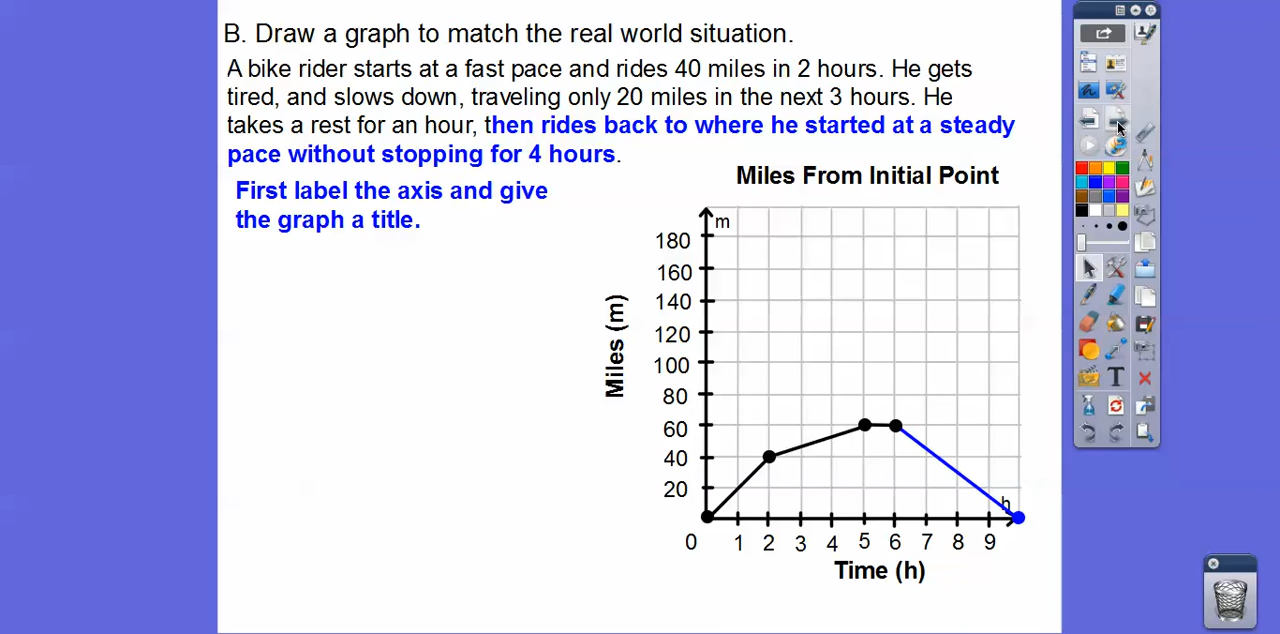 B. Draw a graph to match the real world situation.
A bike rider starts at a fast pace and rides 40 miles in 2 hours. He gets
tired, and slows down, traveling only 20 miles in the next 3 hours. He
takes a rest for an hour, then rides back to where he started at a steady
pace without stopping for 4 hours.
First label the axis and give
the graph a title.
Miles From Initial Point
m
180
160
140
120
100
80
60
40
20
Miles (m)
h
0 1 2 3 4 5 6 7 8 9
Time (h)
T